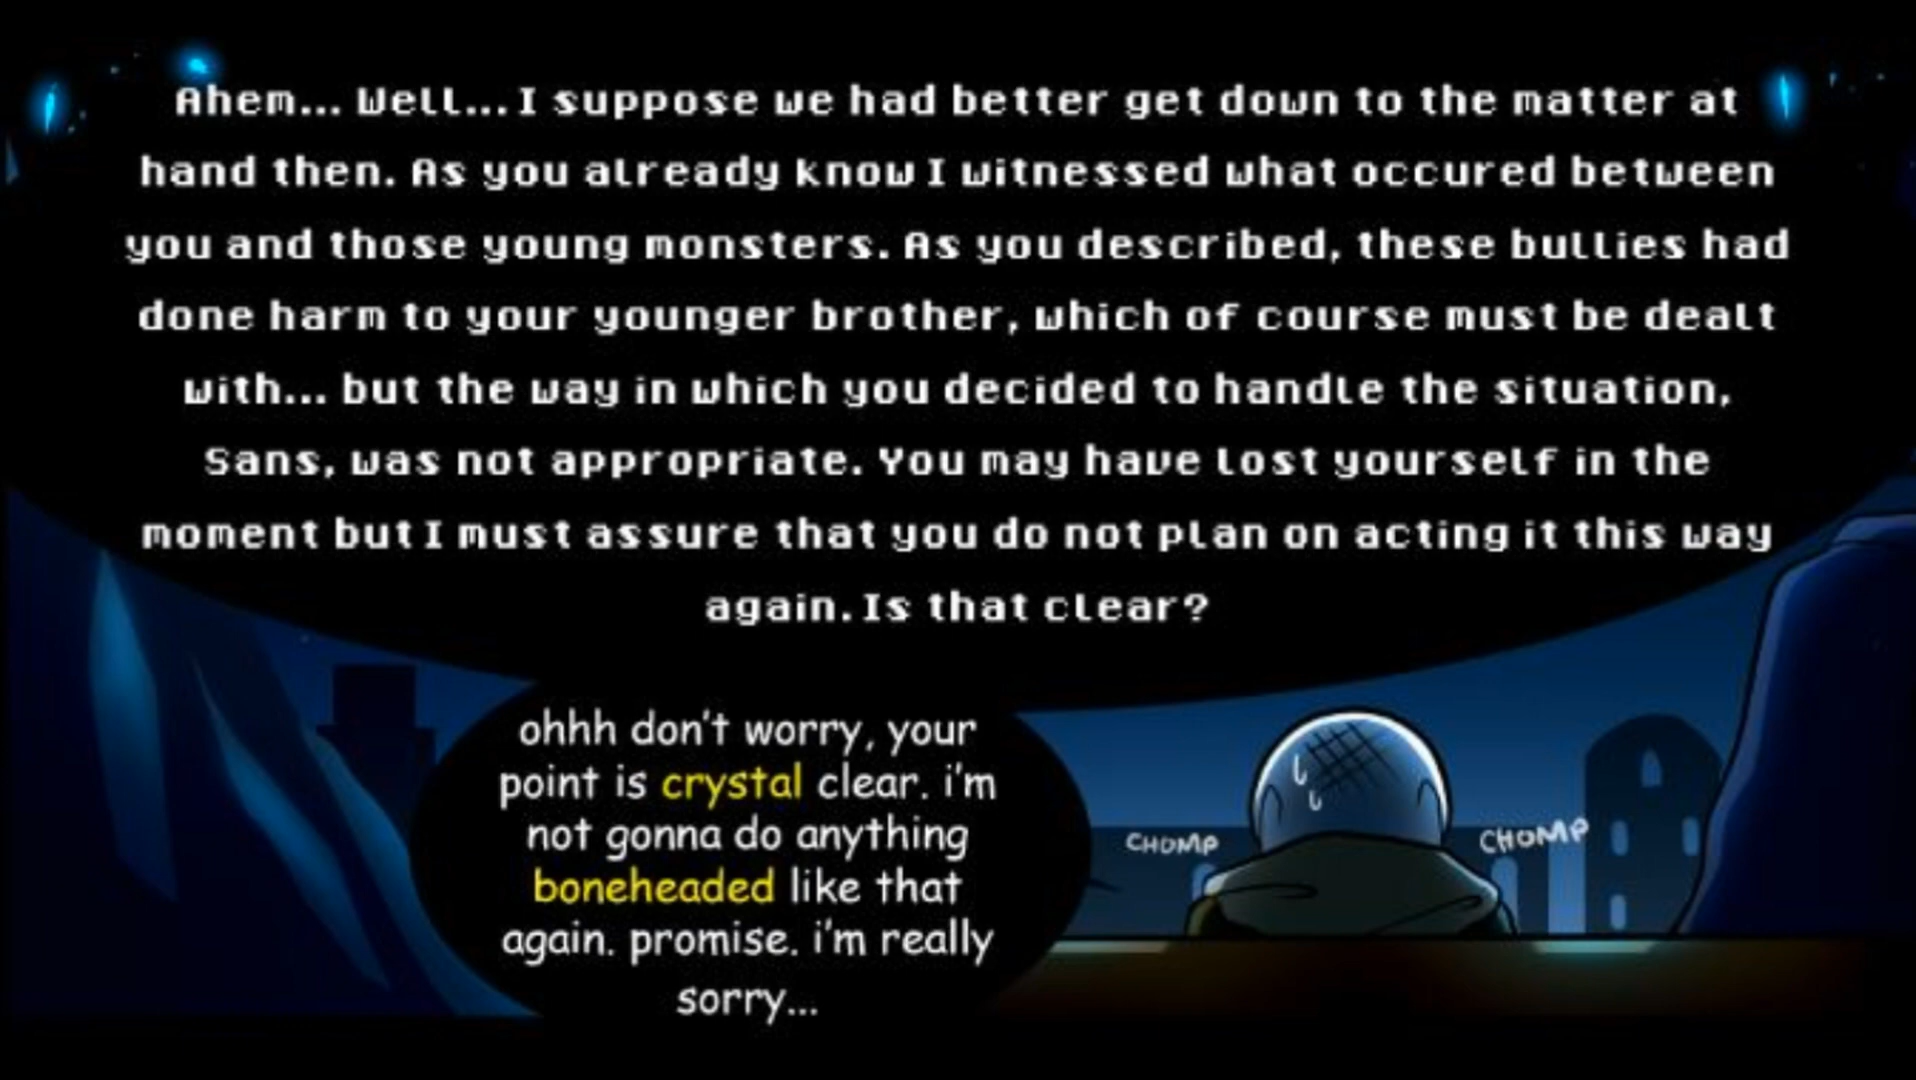 Ahem... Well... I suppose we had better get down to the matter at
hand then. As you already know I witnessed what occured between
you and those young monsters. As you described, these bullies had
done harm to your younger brother, which of course must be dealt
with... but the way in which you decided to handle the situation,
Sans, was not appropriate. You may have lost yourself in the
moment but I must assure that you do not plan on acting it this way
again. Is that clear?
ohhh don't worry, your
point is crystal clear. i'm
not gonna do anything
boneheaded like that
again. promise. i'm really
sorry...
CHOMP
CHOMP